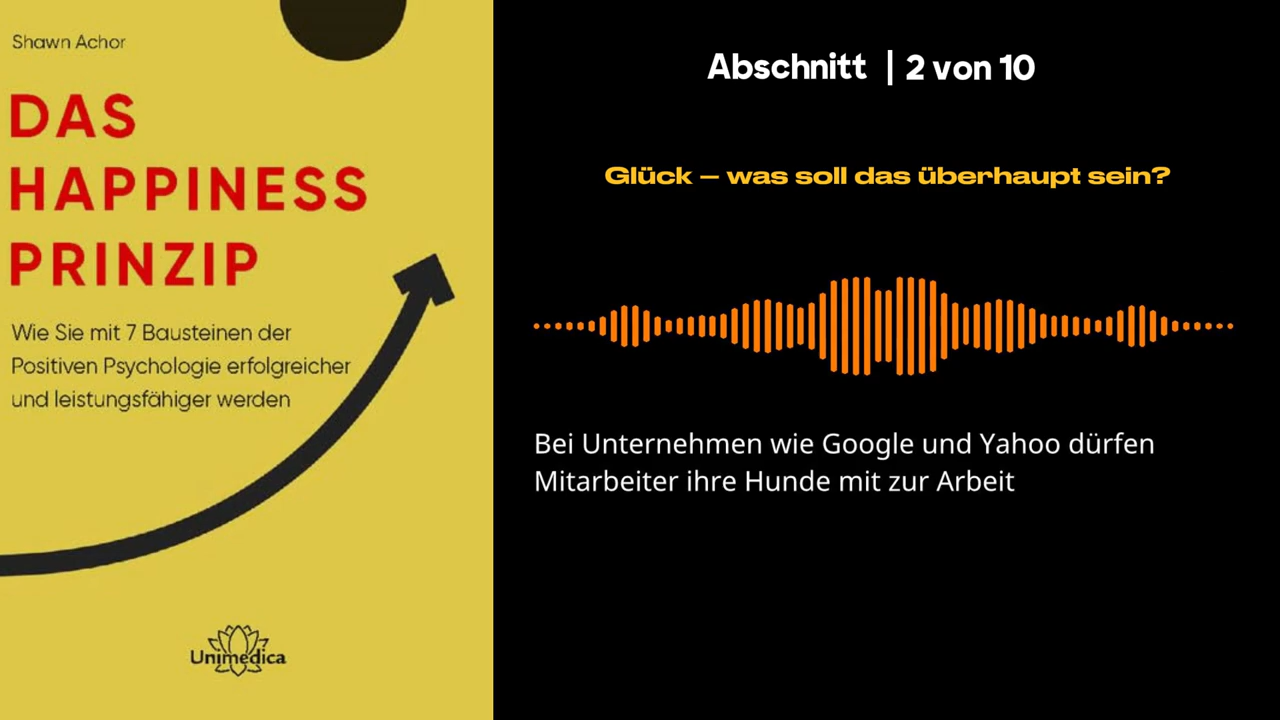 Shawn Achor
DAS
HAPPINESS
PRINZIP
Wie Sie mit 7 Bausteinen der
Positiven Psychologie erfolgreicher
und leistungsfähiger werden
Unimedica
Abschnitt | 2 von 10
Glück – was soll das überhaupt sein?
Bei Unternehmen wie Google und Yahoo dürfen
Mitarbeiter ihre Hunde mit zur Arbeit